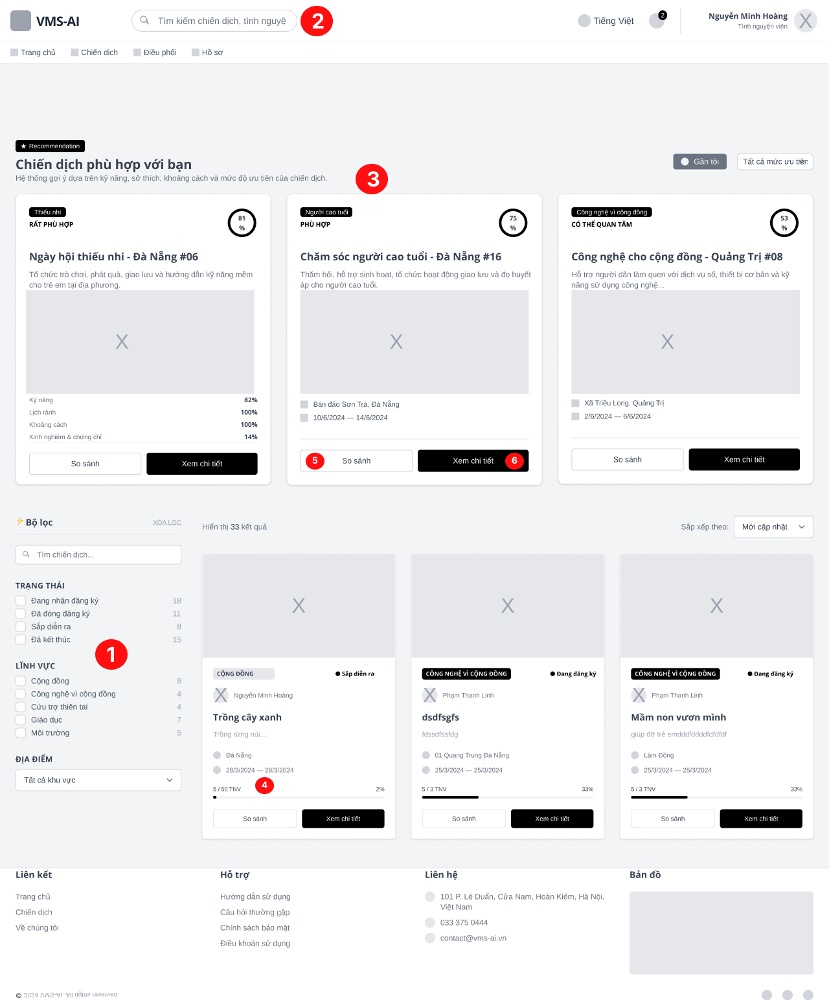 VMS-AI
Tìm kiếm chiến dịch, tình nguyệ
2
Tiếng Việt
2
Nguyễn Minh Hoàng
Tình nguyện viên
X
Trang chủ
Chiến dịch
Điều phối
Hồ sơ
★ Recommendation
Chiến dịch phù hợp với bạn
Hệ thống gợi ý dựa trên kỹ năng, sở thích, khoảng cách và mức độ ưu tiên của chiến dịch.
3
Gần tôi
Tất cả mức ưu tiên
Thiếu nhi
RẤT PHÙ HỢP
81
%
Ngày hội thiếu nhi - Đà Nẵng #06
Tổ chức trò chơi, phát quà, giao lưu và hướng dẫn kỹ năng mềm
cho trẻ em tại địa phương.
X
Kỹ năng 82%
Lịch rảnh 100%
Khoảng cách 100%
Kinh nghiệm & chứng chỉ 14%
So sánh
Xem chi tiết
Người cao tuổi
PHÙ HỢP
75
%
Chăm sóc người cao tuổi - Đà Nẵng #16
Thăm hỏi, hỗ trợ sinh hoạt, tổ chức hoạt động giao lưu và đo huyết
áp cho người cao tuổi.
X
Bán đảo Sơn Trà, Đà Nẵng
10/6/2024 — 14/6/2024
5
So sánh
Xem chi tiết
6
Công nghệ vì cộng đồng
CÓ THỂ QUAN TÂM
53
%
Công nghệ cho cộng đồng - Quảng Trị #08
Hỗ trợ người dân làm quen với dịch vụ số, thiết bị cơ bản và kỹ
năng sử dụng công nghệ...
X
Xã Triều Long, Quảng Trị
2/6/2024 — 6/6/2024
So sánh
Xem chi tiết
⚡ Bộ lọc
XÓA LỌC
Tìm chiến dịch...
TRẠNG THÁI
Đang nhận đăng ký 18
Đã đóng đăng ký 11
Sắp diễn ra 8
Đã kết thúc 15
1
LĨNH VỰC
Cộng đồng 8
Công nghệ vì cộng đồng 4
Cứu trợ thiên tai 4
Giáo dục 7
Môi trường 5
ĐỊA ĐIỂM
Tất cả khu vực
Hiển thị 33 kết quả
Sắp xếp theo:
Mới cập nhật
X
CỘNG ĐỒNG
● Sắp diễn ra
X
Nguyễn Minh Hoàng
Trồng cây xanh
Trồng rừng núi...
Đà Nẵng
28/3/2024 — 28/3/2024
4
5 / 50 TNV 2%
So sánh
Xem chi tiết
X
CÔNG NGHỆ VÌ CỘNG ĐỒNG
● Đang đăng ký
X
Phạm Thanh Linh
dsdfsgfs
fdssdfssfdg
01 Quang Trung Đà Nẵng
25/3/2024 — 25/3/2024
5 / 3 TNV 33%
So sánh
Xem chi tiết
X
CÔNG NGHỆ VÌ CỘNG ĐỒNG
● Đang đăng ký
X
Phạm Thanh Linh
Mầm non vươn mình
giúp đỡ trẻ emdddfddddfdfdfdf
Lâm Đồng
25/3/2024 — 25/3/2024
5 / 3 TNV 33%
So sánh
Xem chi tiết
Liên kết
Trang chủ
Chiến dịch
Về chúng tôi
Hỗ trợ
Hướng dẫn sử dụng
Câu hỏi thường gặp
Chính sách bảo mật
Điều khoản sử dụng
Liên hệ
101 P. Lê Duẩn, Cửa Nam, Hoàn Kiếm, Hà Nội,
Việt Nam
033 375 0444
contact@vms-ai.vn
Bản đồ
© 2024 VMS-AI. All rights reserved.